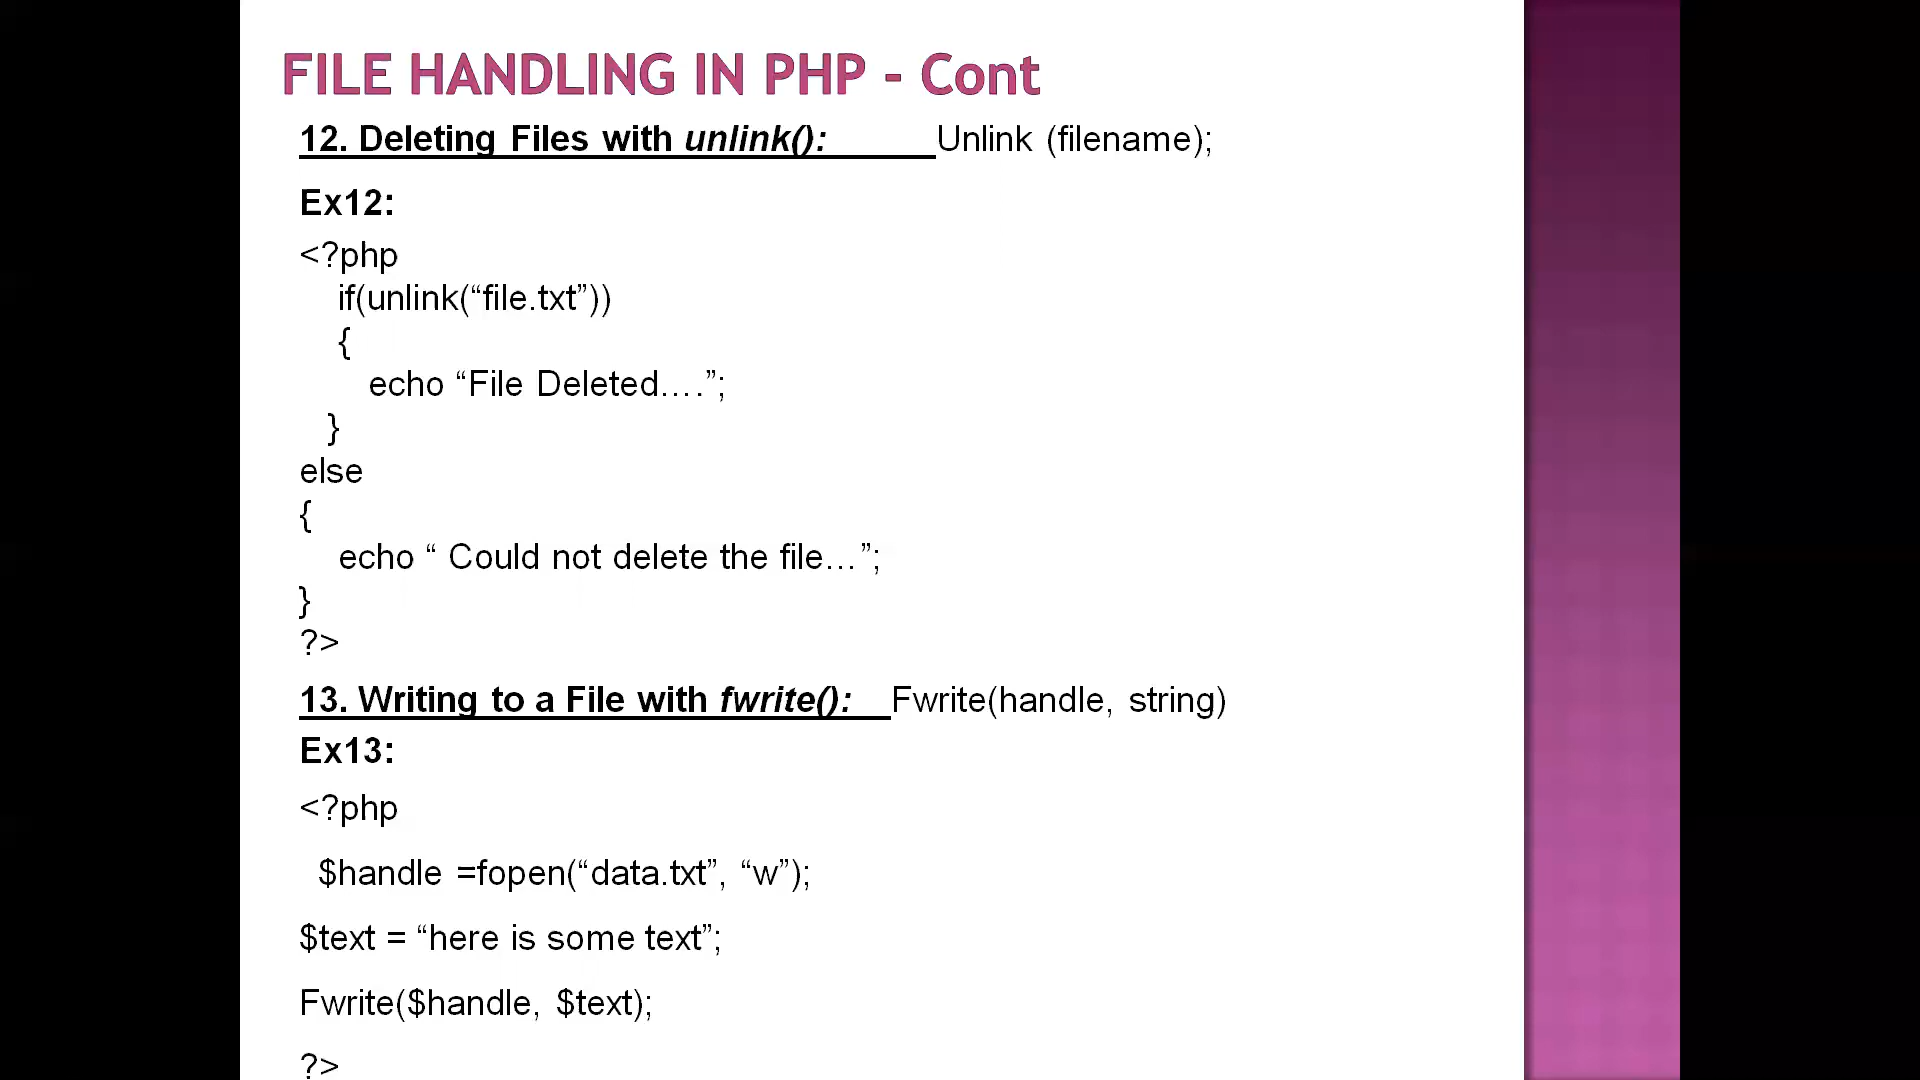 FILE HANDLING IN PHP - Cont
12. Deleting Files with unlink(): Unlink (filename);
Ex12:
<?php
if(unlink(“file.txt”))
{
echo “File Deleted….”;
}
else
{
echo “ Could not delete the file…”;
}
?>
13. Writing to a File with fwrite(): Fwrite(handle, string)
Ex13:
<?php
$handle =fopen(“data.txt”, “w”);
$text = “here is some text”;
Fwrite($handle, $text);
?>